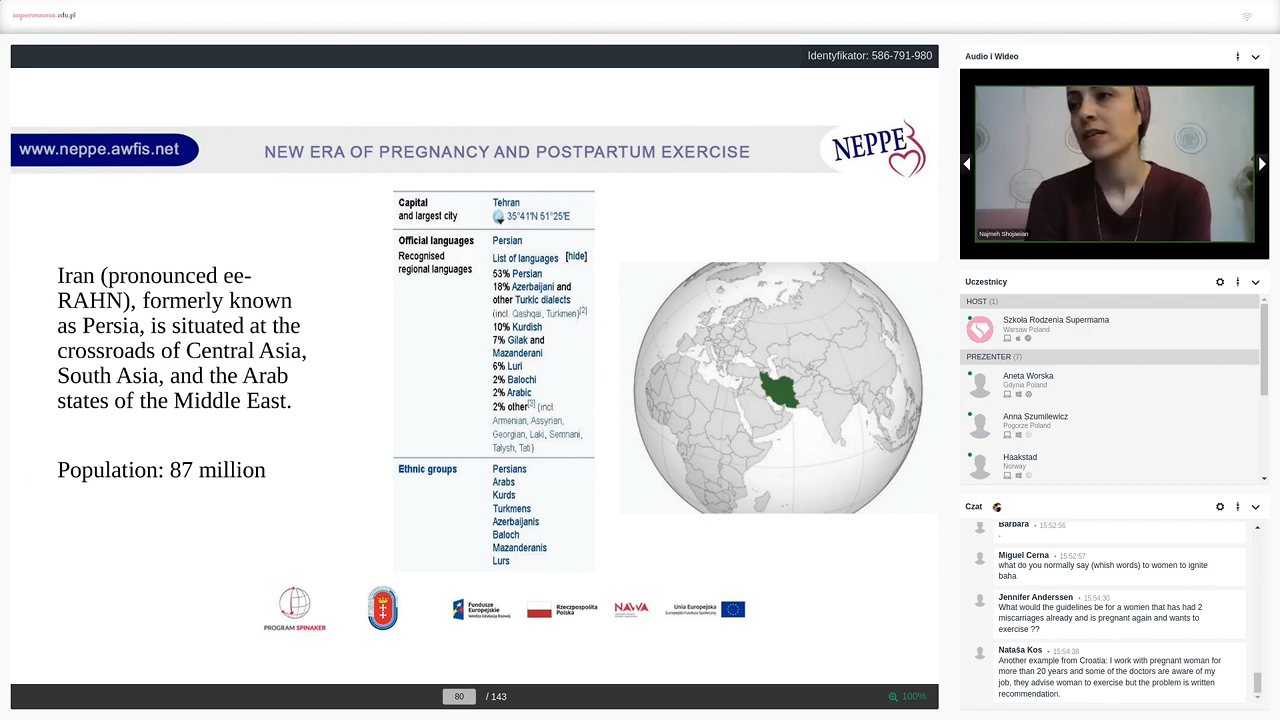 supermama.edu.pl
Identyfikator: 586-791-980
www.neppe.awfis.net
NEW ERA OF PREGNANCY AND POSTPARTUM EXERCISE
NEPPE
Iran (pronounced ee-
RAHN), formerly known
as Persia, is situated at the
crossroads of Central Asia,
South Asia, and the Arab
states of the Middle East.
Population: 87 million
Capital
and largest city
Tehran
35°41′N 51°25′E
Official languages
Persian
Recognised
regional languages
List of languages [hide]
53% Persian
18% Azerbaijani and
other Turkic dialects
(incl. Qashqai, Turkmen)[2]
10% Kurdish
7% Gilak and
Mazanderani
6% Luri
2% Balochi
2% Arabic
2% other[3] (incl.
Armenian, Assyrian,
Georgian, Laki, Semnani,
Talysh, Tati)
Ethnic groups
Persians
Arabs
Kurds
Turkmens
Azerbaijanis
Baloch
Mazanderanis
Lurs
PROGRAM SPINAKER
Fundusze
Europejskie
Wiedza Edukacja Rozwój
Rzeczpospolita
Polska
NAWA
Unia Europejska
Europejski Fundusz Społeczny
80 / 143
100%
Audio i Wideo
Najmeh Shojaeian
Uczestnicy
HOST (1)
Szkoła Rodzenia Supermama
Warsaw Poland
PREZENTER (7)
Aneta Worska
Gdynia Poland
Anna Szumilewicz
Pogorze Poland
Haakstad
Norway
Czat
Barbara • 15:52:56
.
Miguel Cerna • 15:52:57
what do you normally say (whish words) to women to ignite
baha
Jennifer Anderssen • 15:54:30
What would the guidelines be for a women that has had 2
miscarriages already and is pregnant again and wants to
exercise ??
Nataša Kos • 15:54:38
Another example from Croatia: I work with pregnant woman for
more than 20 years and some of the doctors are aware of my
job, they advise woman to exercise but the problem is written
recommendation.